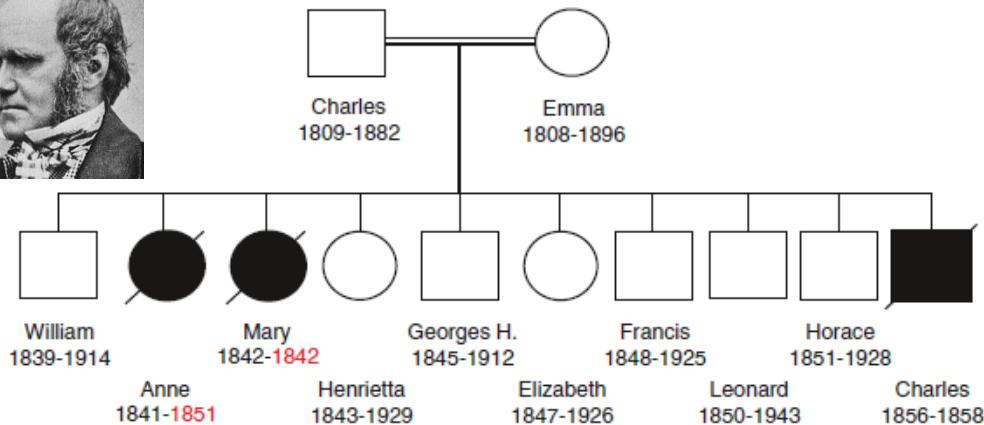 Charles
1809-1882
Emma
1808-1896
William
1839-1914
Anne
1841-1851
Mary
1842-1842
Henrietta
1843-1929
Georges H.
1845-1912
Elizabeth
1847-1926
Francis
1848-1925
Leonard
1850-1943
Horace
1851-1928
Charles
1856-1858